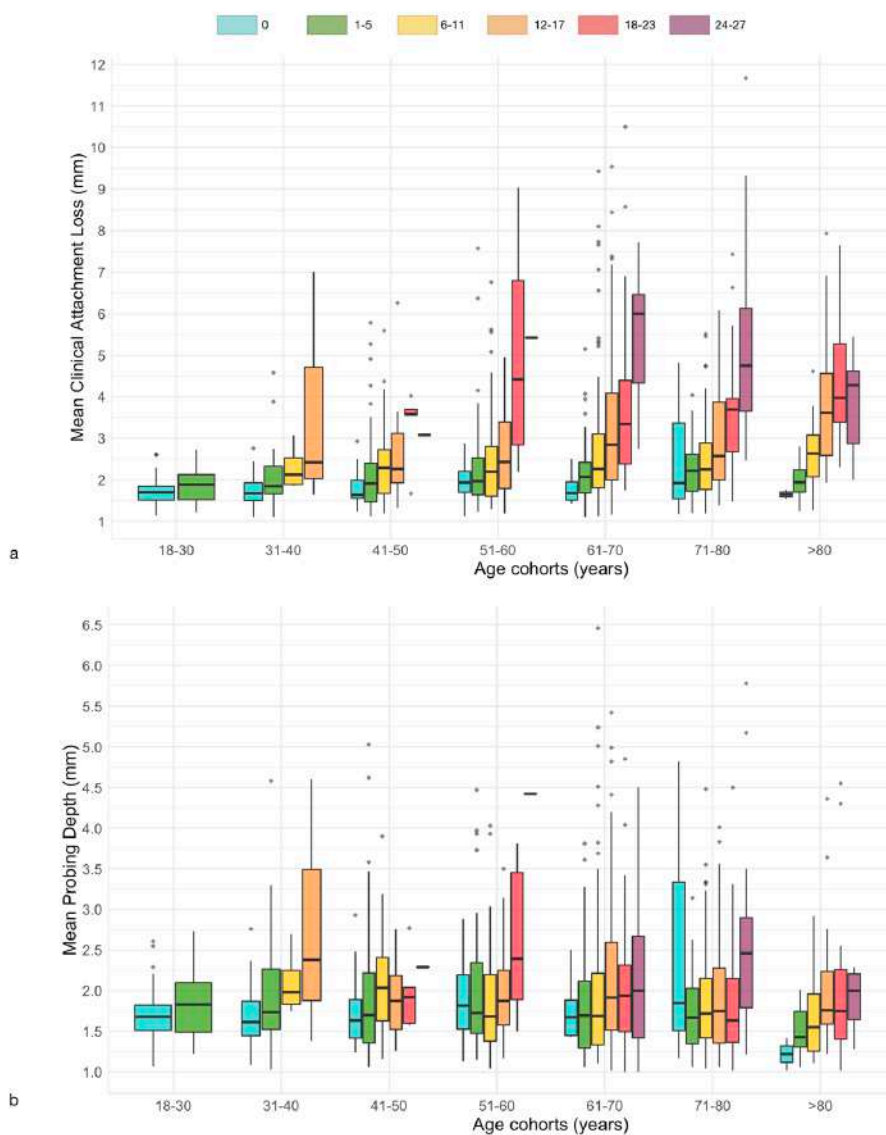 0 1-5 6-11 12-17 18-23 24-27
12
11
10
9
8
7
6
5
4
3
2
1
Mean Clinical Attachment Loss (mm)
18-30 31-40 41-50 51-60 61-70 71-80 >80
Age cohorts (years)
a
6.5
6.0
5.5
5.0
4.5
4.0
3.5
3.0
2.5
2.0
1.5
1.0
Mean Probing Depth (mm)
18-30 31-40 41-50 51-60 61-70 71-80 >80
Age cohorts (years)
b